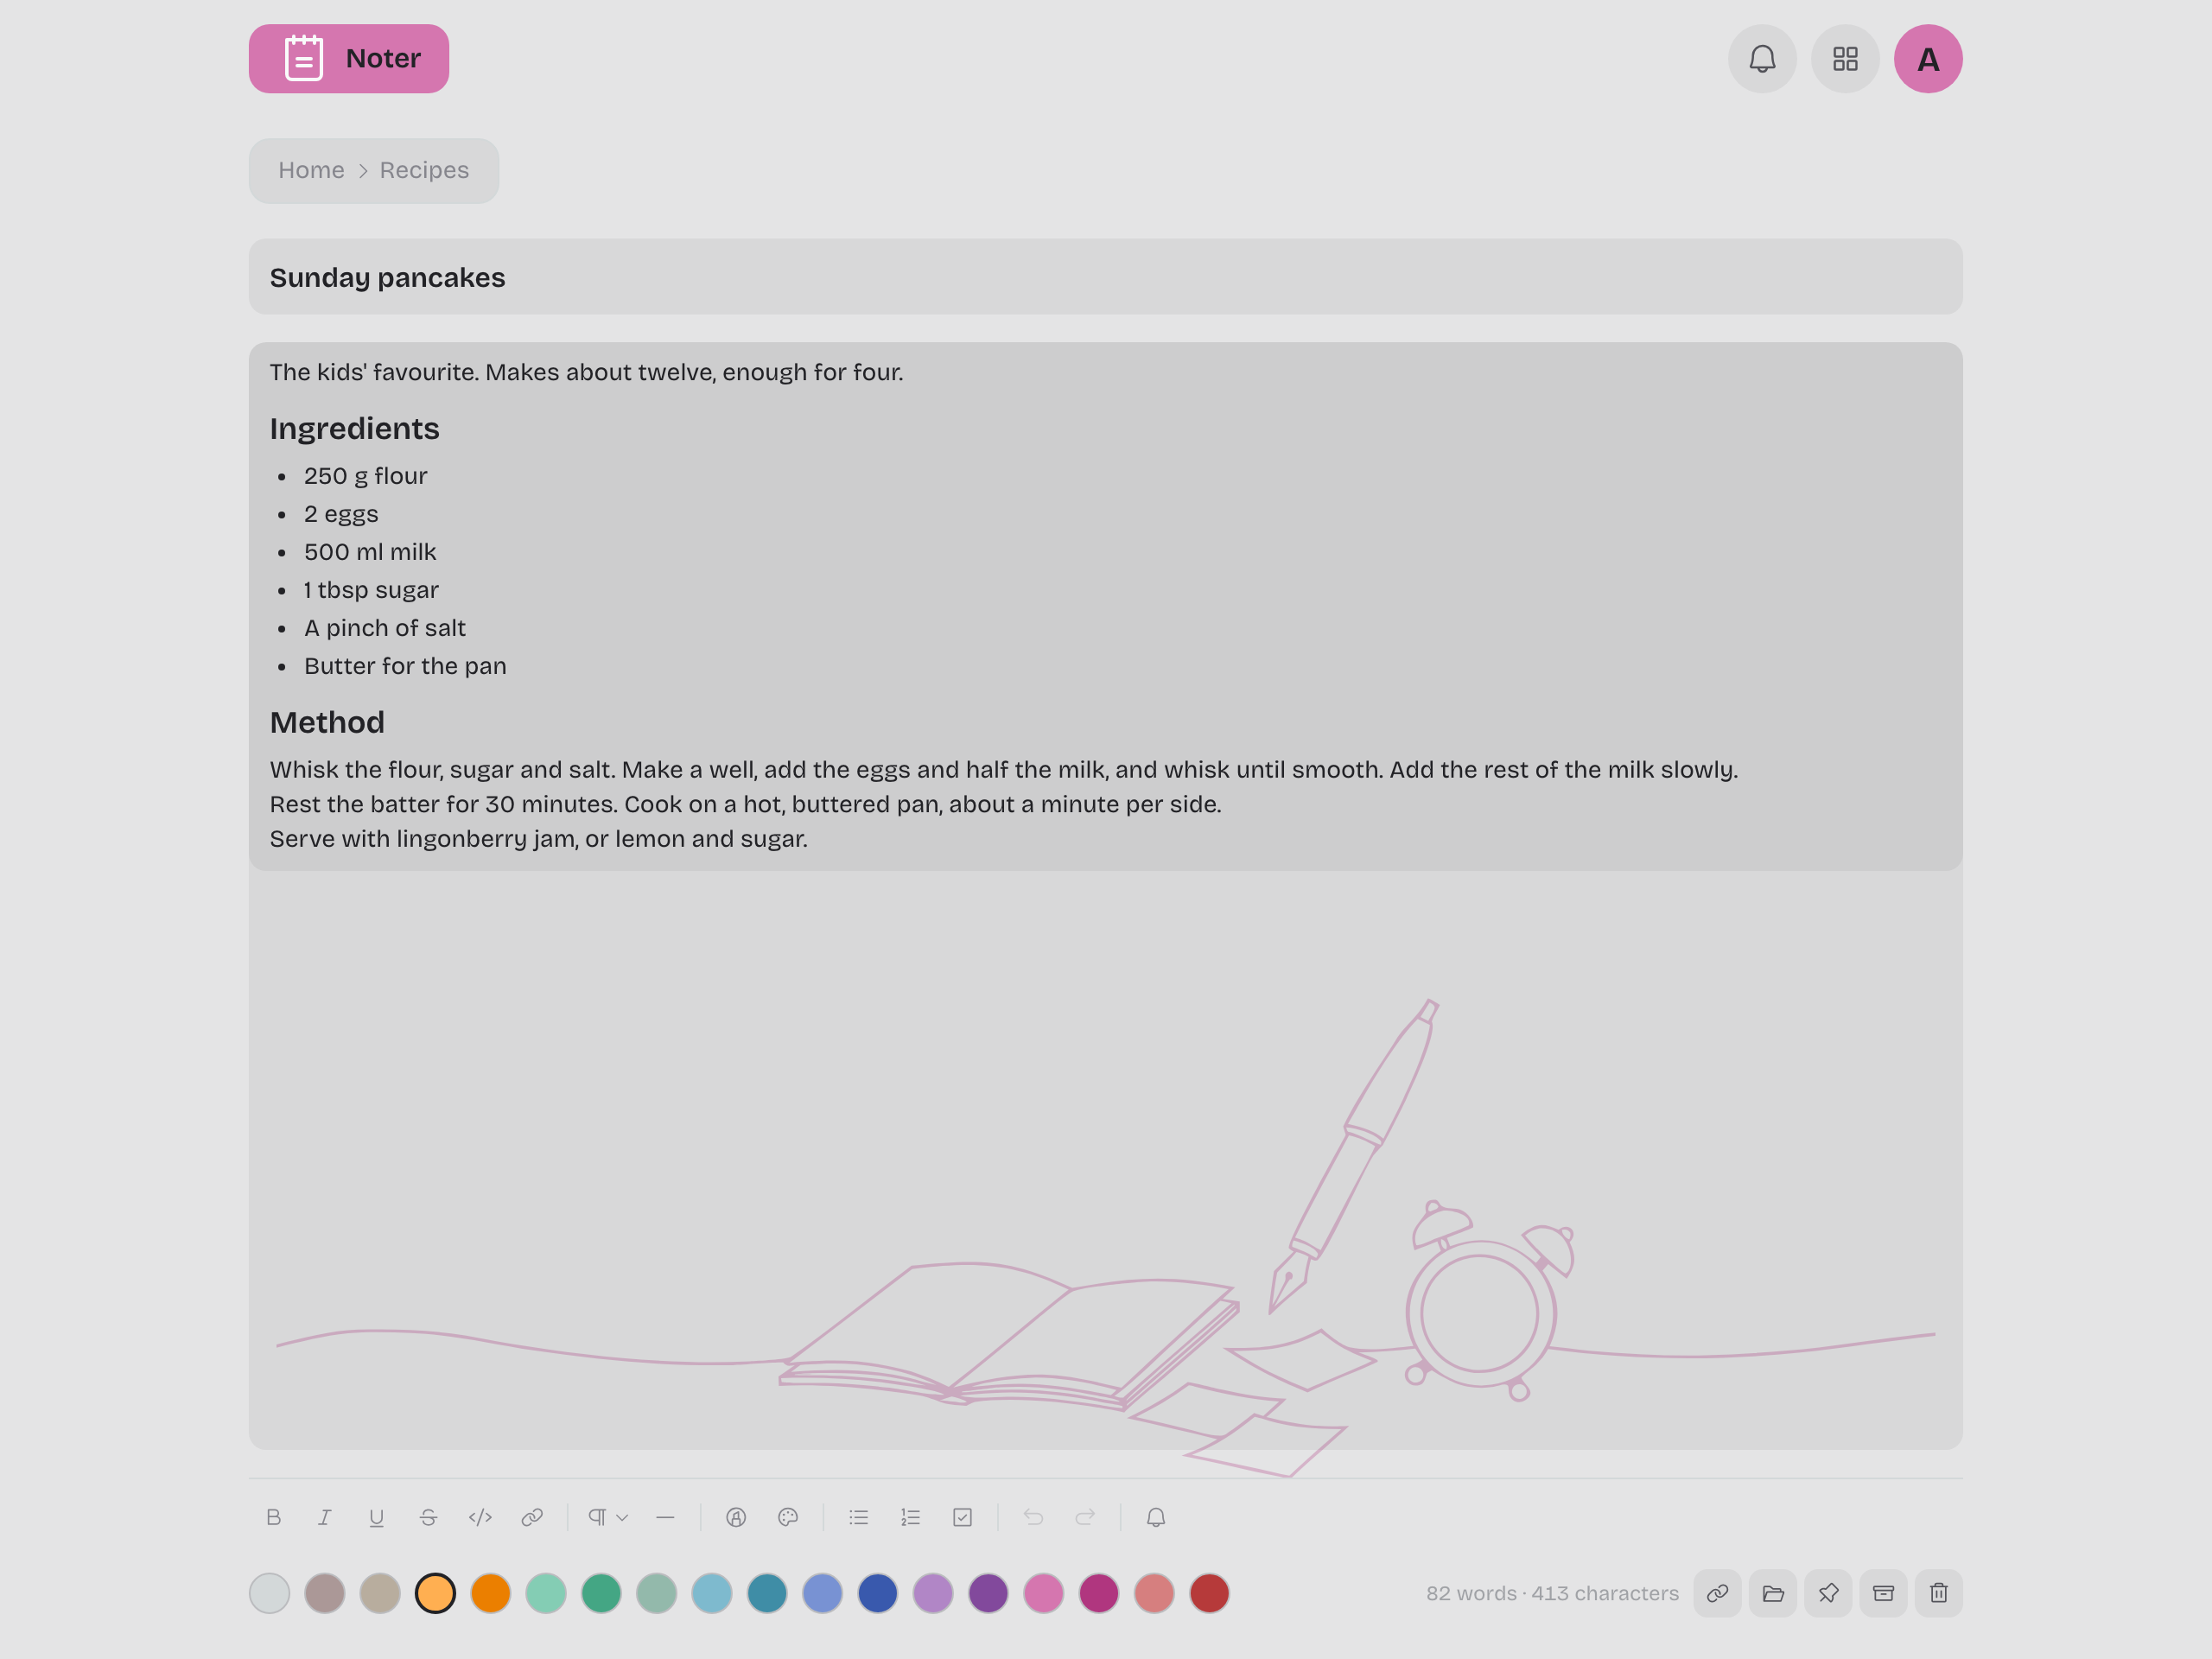 Noter
A
Home > Recipes
Sunday pancakes
The kids' favourite. Makes about twelve, enough for four.
Ingredients
• 250 g flour
• 2 eggs
• 500 ml milk
• 1 tbsp sugar
• A pinch of salt
• Butter for the pan
Method
Whisk the flour, sugar and salt. Make a well, add the eggs and half the milk, and whisk until smooth. Add the rest of the milk slowly.
Rest the batter for 30 minutes. Cook on a hot, buttered pan, about a minute per side.
Serve with lingonberry jam, or lemon and sugar.
82 words · 413 characters